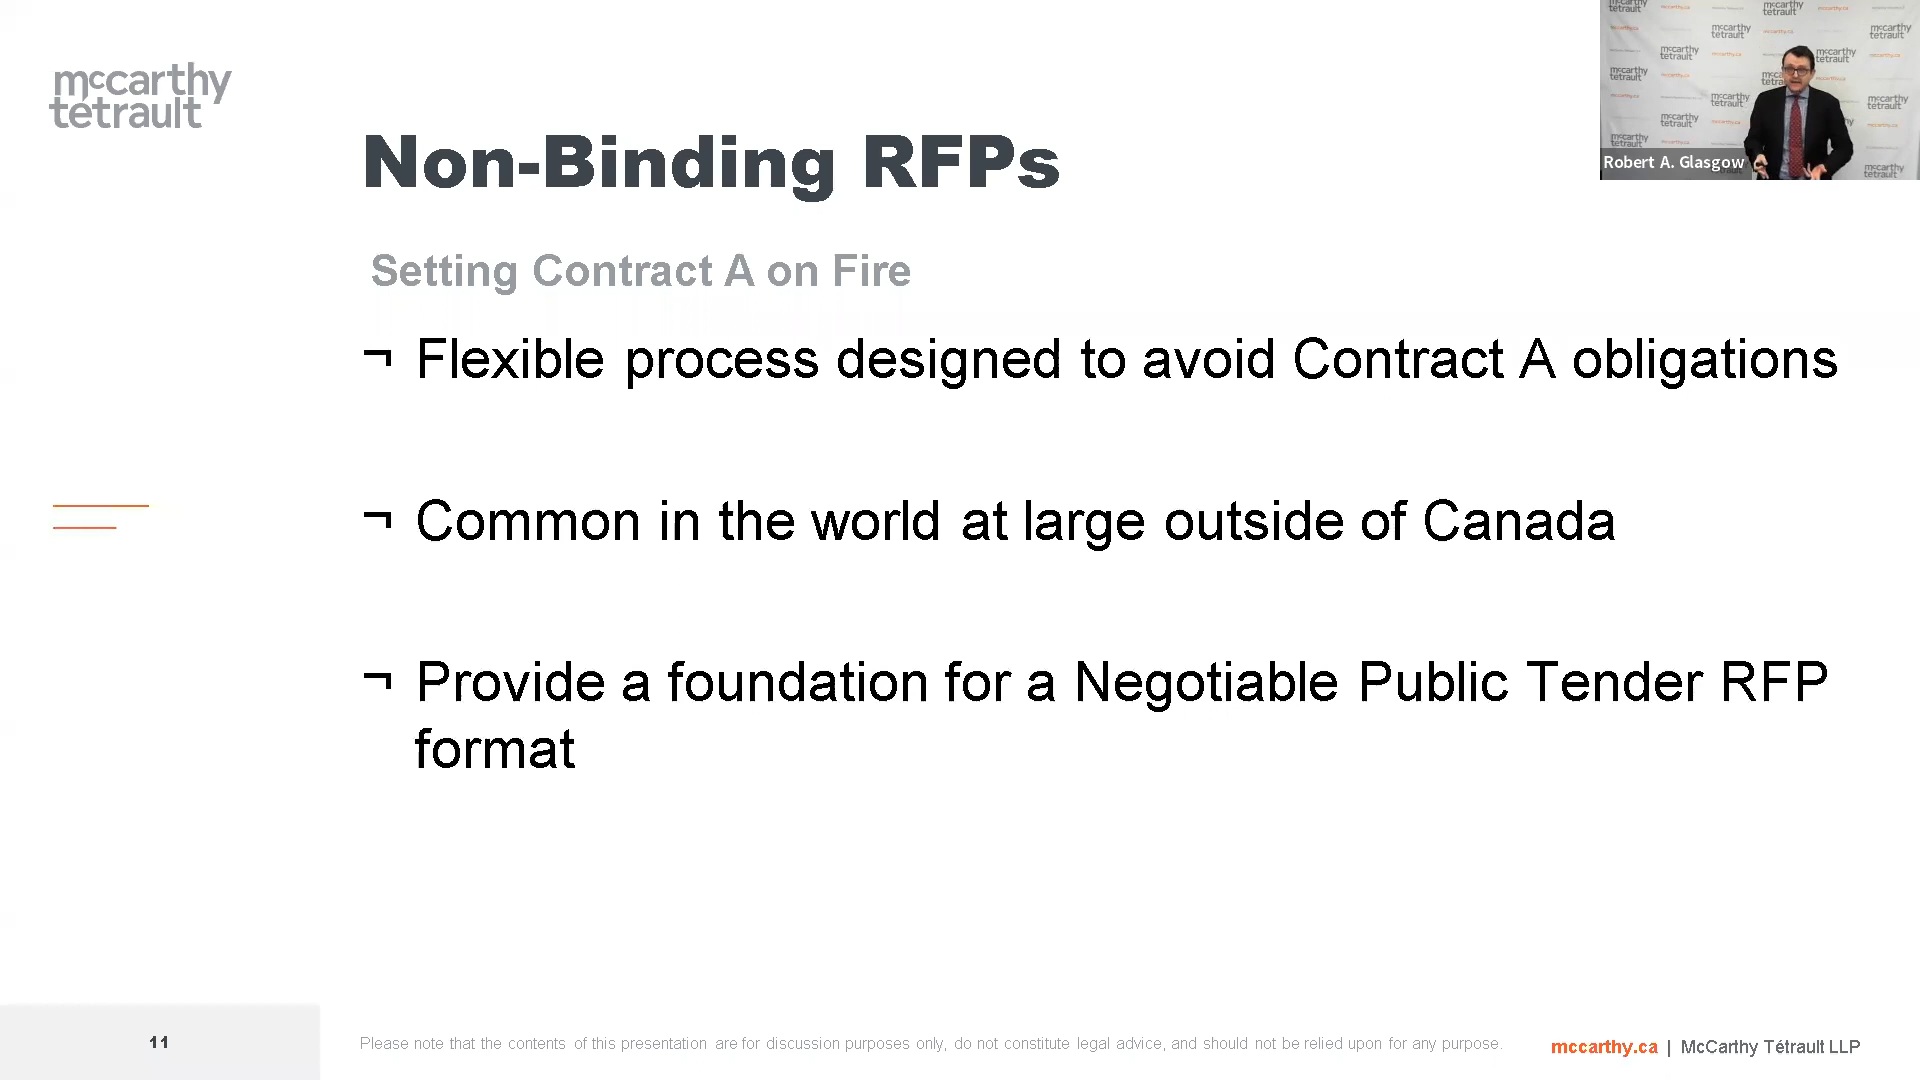 mccarthy
tetrault
Non-Binding RFPs
Setting Contract A on Fire
¬ Flexible process designed to avoid Contract A obligations
¬ Common in the world at large outside of Canada
¬ Provide a foundation for a Negotiable Public Tender RFP
format
Robert A. Glasgow
11
Please note that the contents of this presentation are for discussion purposes only, do not constitute legal advice, and should not be relied upon for any purpose.
mccarthy.ca | McCarthy Tétrault LLP